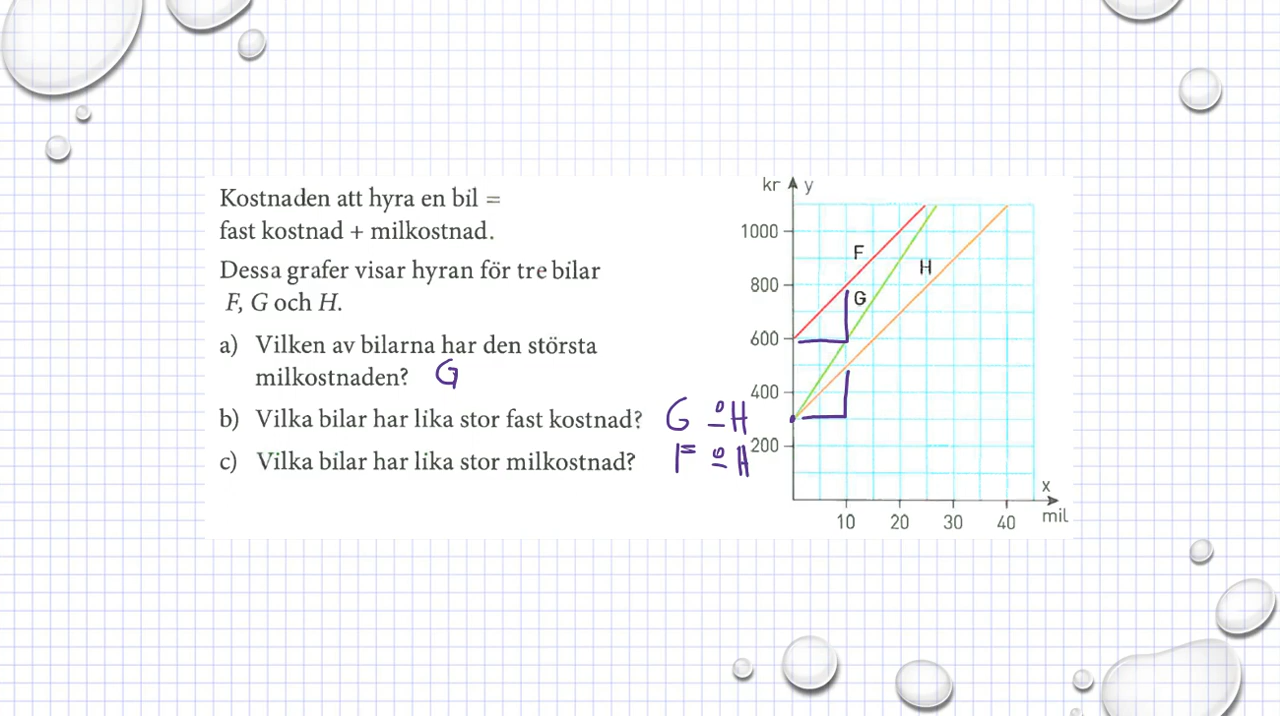 Kostnaden att hyra en bil =
fast kostnad + milkostnad.
Dessa grafer visar hyran för tre bilar
F, G och H.
a) Vilken av bilarna har den största
milkostnaden? G
b) Vilka bilar har lika stor fast kostnad? G o H
c) Vilka bilar har lika stor milkostnad? F o H
kr y
1000
800
600
400
200
F
H
G
x
10 20 30 40 mil